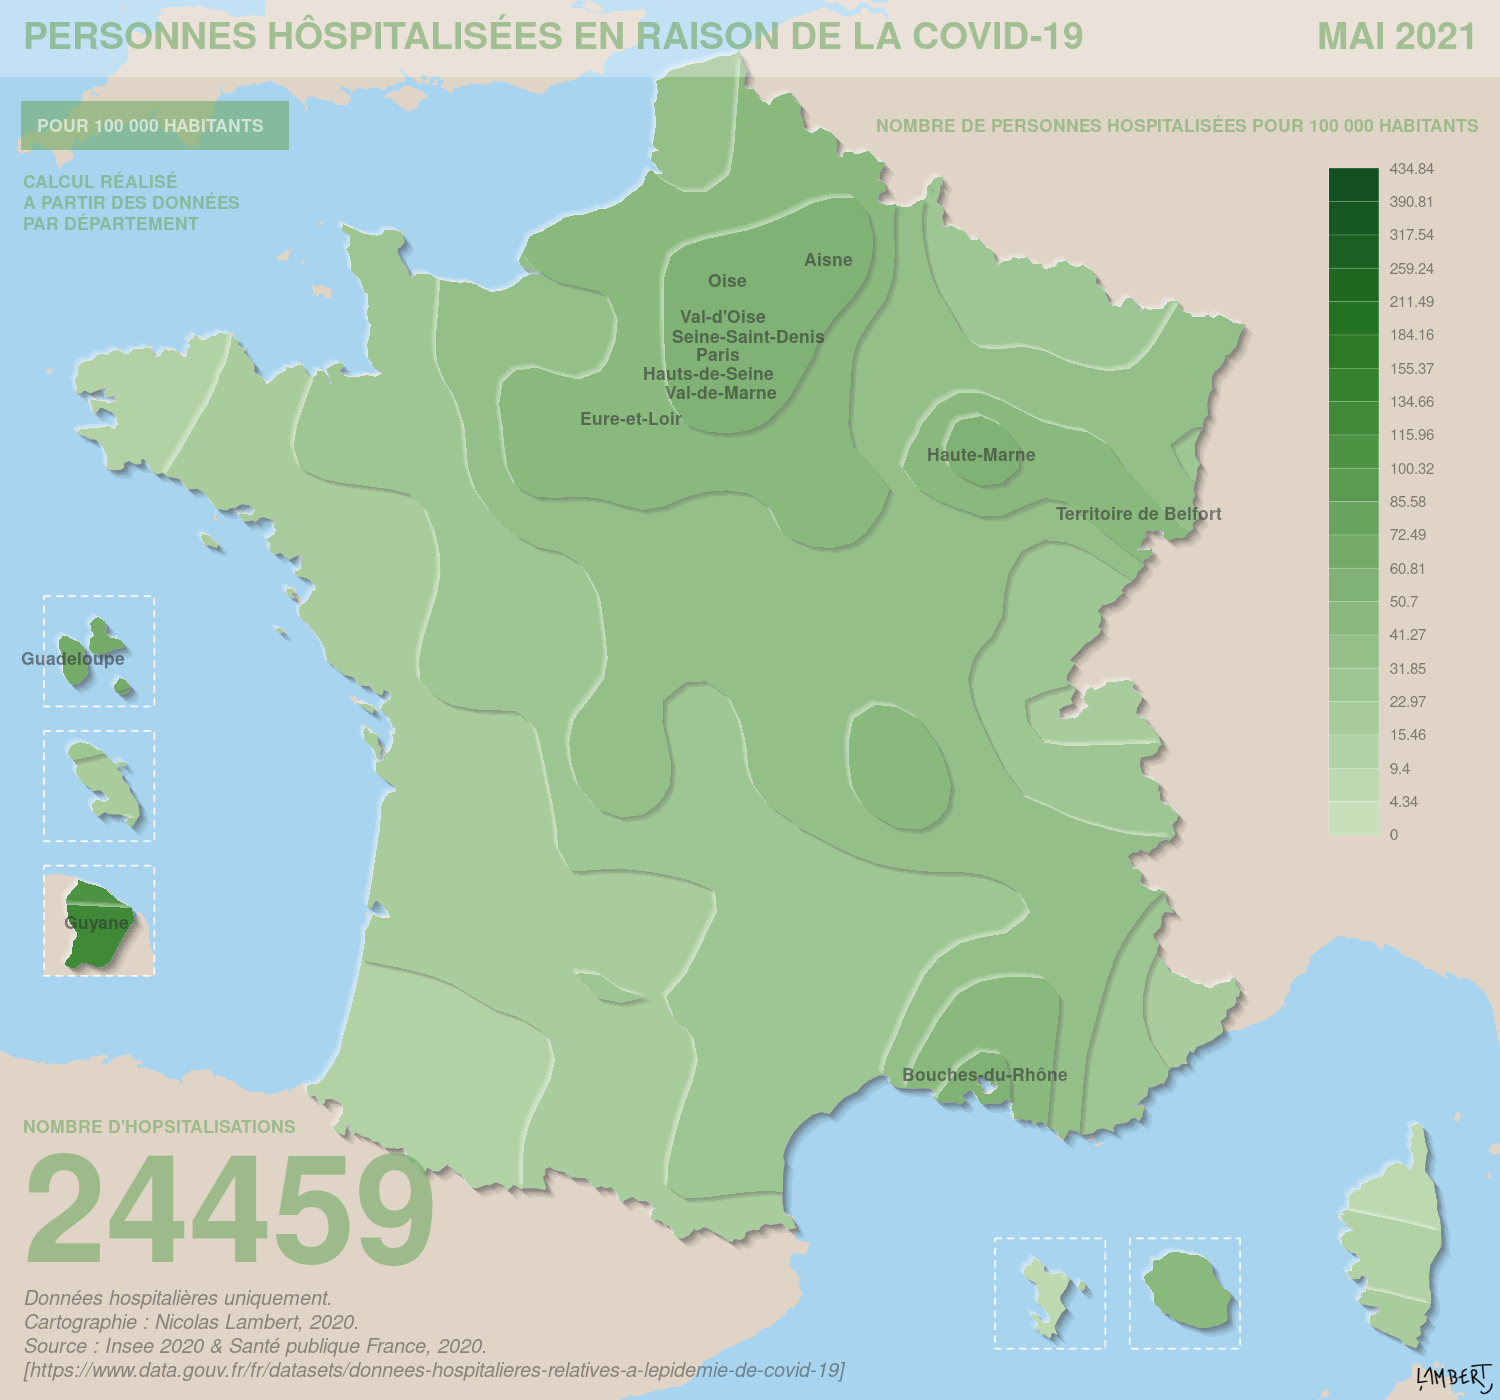 PERSONNES HÔSPITALISÉES EN RAISON DE LA COVID-19
MAI 2021
POUR 100 000 HABITANTS
CALCUL RÉALISÉ
A PARTIR DES DONNÉES
PAR DÉPARTEMENT
NOMBRE DE PERSONNES HOSPITALISÉES POUR 100 000 HABITANTS
434.84
390.81
317.54
259.24
211.49
184.16
155.37
134.66
115.96
100.32
85.58
72.49
60.81
50.7
41.27
31.85
22.97
15.46
9.4
4.34
0
Aisne
Oise
Val-d'Oise
Seine-Saint-Denis
Paris
Hauts-de-Seine
Val-de-Marne
Eure-et-Loir
Haute-Marne
Territoire de Belfort
Guadeloupe
Guyane
Bouches-du-Rhône
NOMBRE D'HOPSITALISATIONS
24459
Données hospitalières uniquement.
Cartographie : Nicolas Lambert, 2020.
Source : Insee 2020 & Santé publique France, 2020.
[https://www.data.gouv.fr/fr/datasets/donnees-hospitalieres-relatives-a-lepidemie-de-covid-19]
LAMBERT